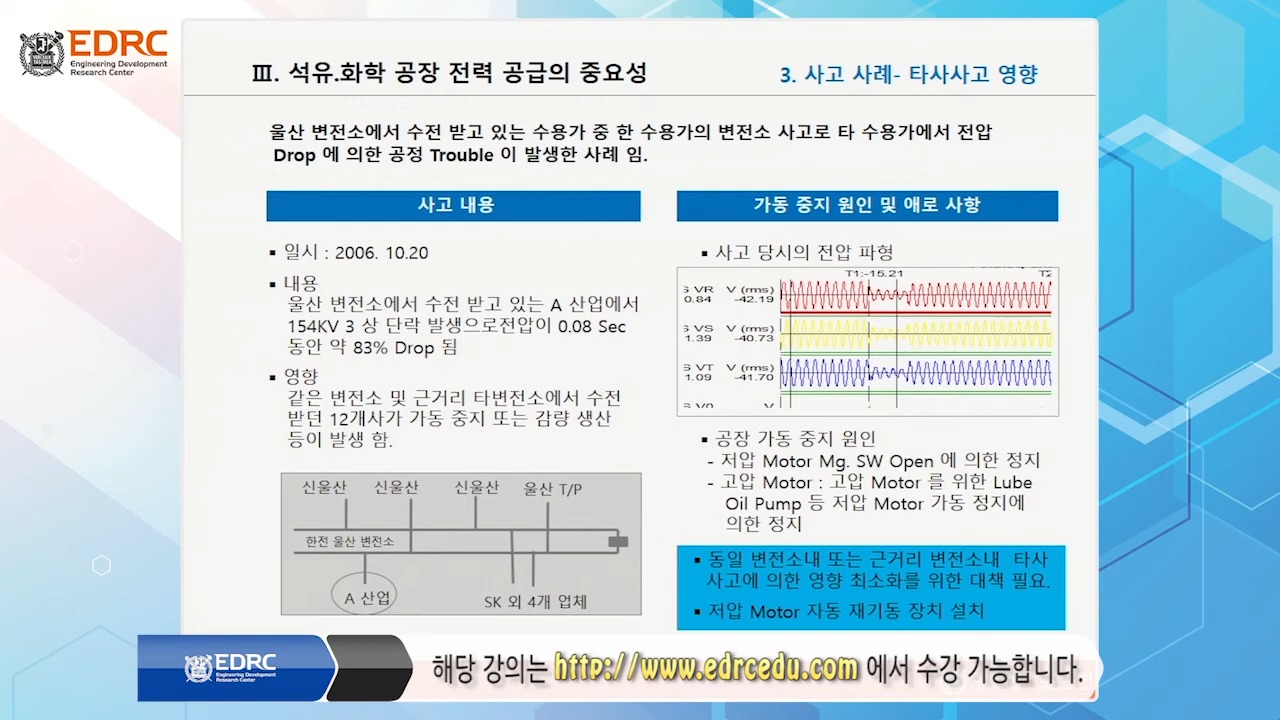 EDRC
Engineering Development
Research Center
Ⅲ. 석유.화학 공장 전력 공급의 중요성
3. 사고 사례- 타사사고 영향
울산 변전소에서 수전 받고 있는 수용가 중 한 수용가의 변전소 사고로 타 수용가에서 전압
Drop 에 의한 공정 Trouble 이 발생한 사례 임.
사고 내용
▪ 일시 : 2006. 10.20
▪ 내용
울산 변전소에서 수전 받고 있는 A 산업에서
154KV 3 상 단락 발생으로전압이 0.08 Sec
동안 약 83% Drop 됨
▪ 영향
같은 변전소 및 근거리 타변전소에서 수전
받던 12개사가 가동 중지 또는 감량 생산
등이 발생 함.
신울산 신울산 신울산 울산 T/P
한전 울산 변전소
A 산업
SK 외 4개 업체
가동 중지 원인 및 애로 사항
▪ 사고 당시의 전압 파형
T1:-15.21 T2
S VR V (rms)
0.84 -42.19
S VS V (rms)
1.39 -40.73
S VT V (rms)
1.09 -41.70
▪ 공장 가동 중지 원인
- 저압 Motor Mg. SW Open 에 의한 정지
- 고압 Motor : 고압 Motor 를 위한 Lube
Oil Pump 등 저압 Motor 가동 정지에
의한 정지
▪ 동일 변전소내 또는 근거리 변전소내 타사
사고에 의한 영향 최소화를 위한 대책 필요.
▪ 저압 Motor 자동 재기동 장치 설치
EDRC
Engineering Development
Research Center
해당 강의는 http://www.edrcedu.com 에서 수강 가능합니다.